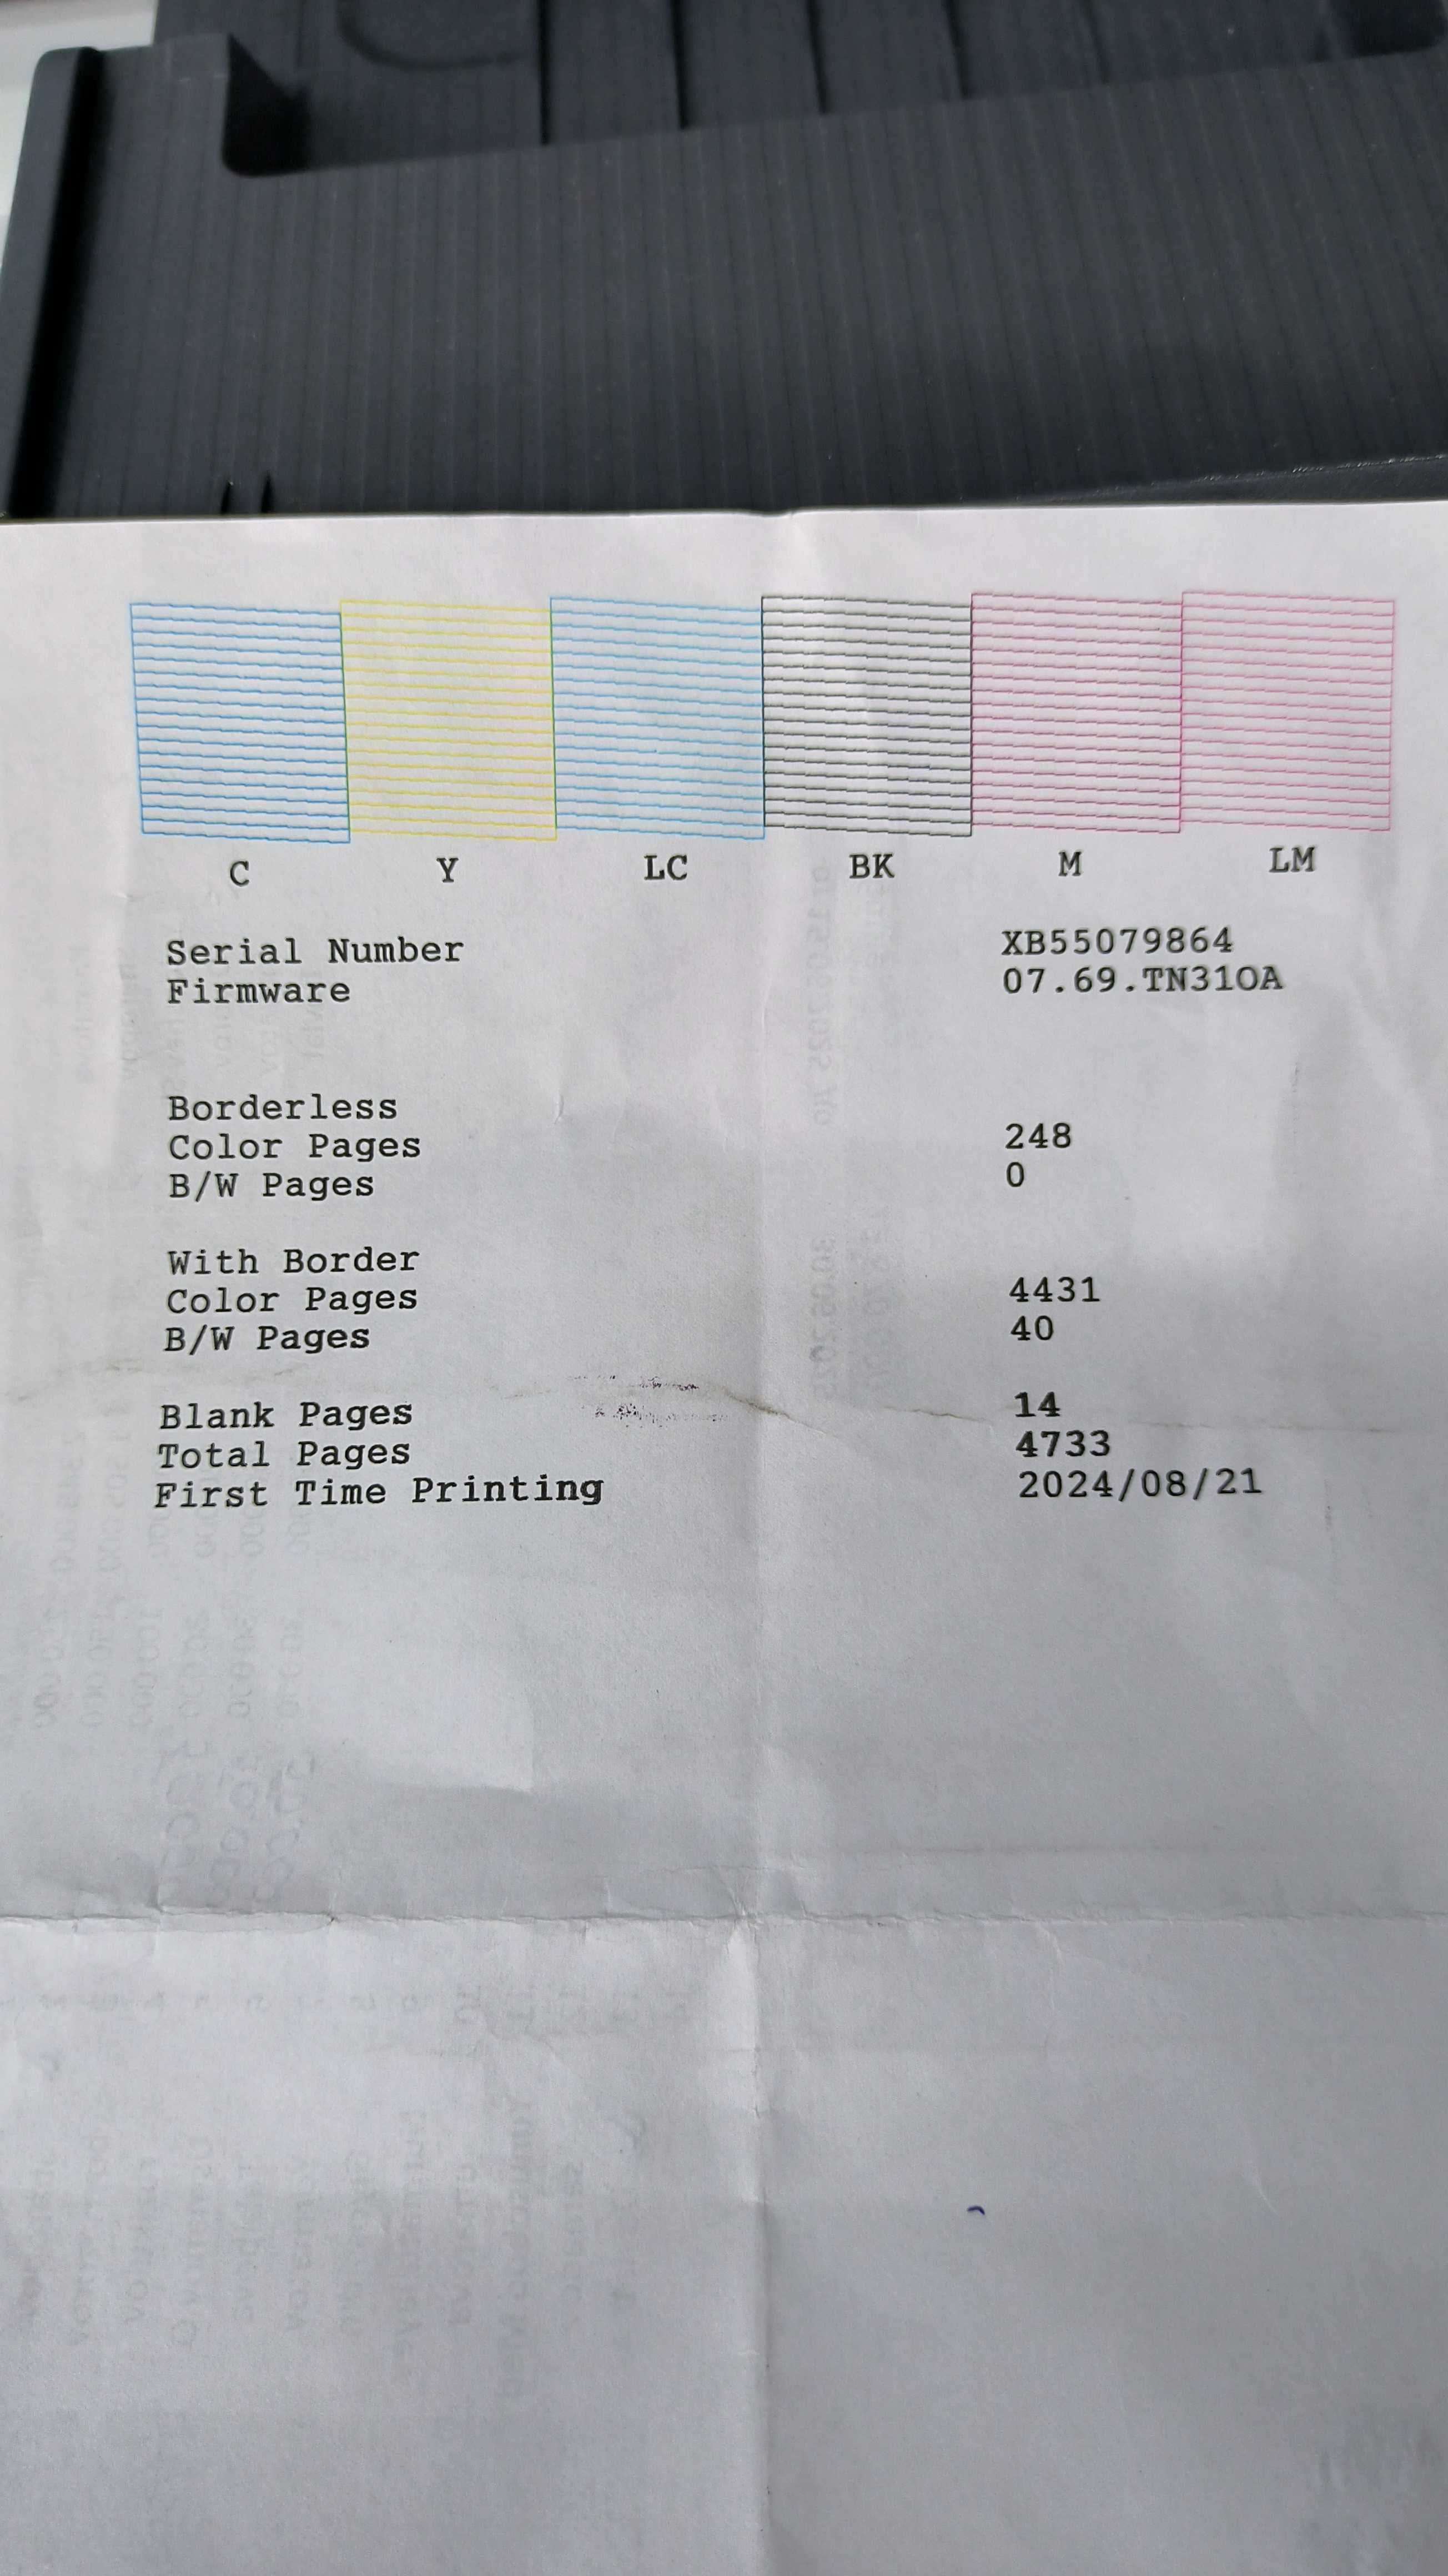 C Y LC BK M LM
Serial Number XB55079864
Firmware 07.69.TN31OA
Borderless
Color Pages 248
B/W Pages 0
With Border
Color Pages 4431
B/W Pages 40
Blank Pages 14
Total Pages 4733
First Time Printing 2024/08/21